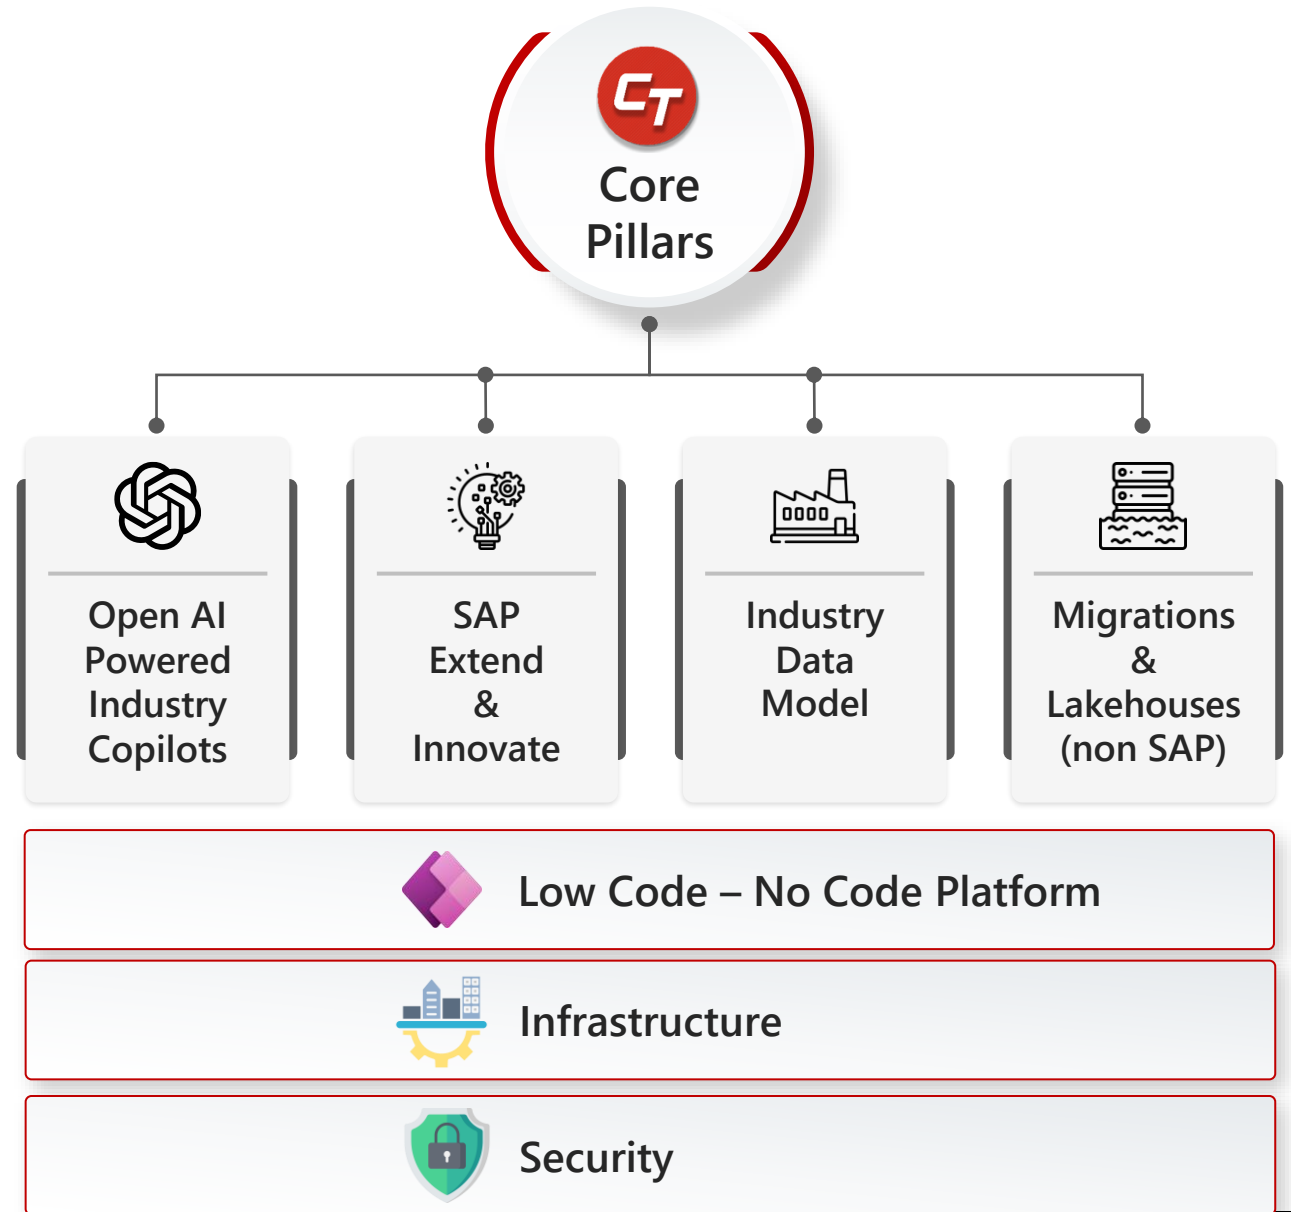 CT
Core
Pillars
Open AI
Powered
Industry
Copilots
SAP
Extend
&
Innovate
Industry
Data
Model
Migrations
&
Lakehouses
(non SAP)
Low Code – No Code Platform
Infrastructure
Security